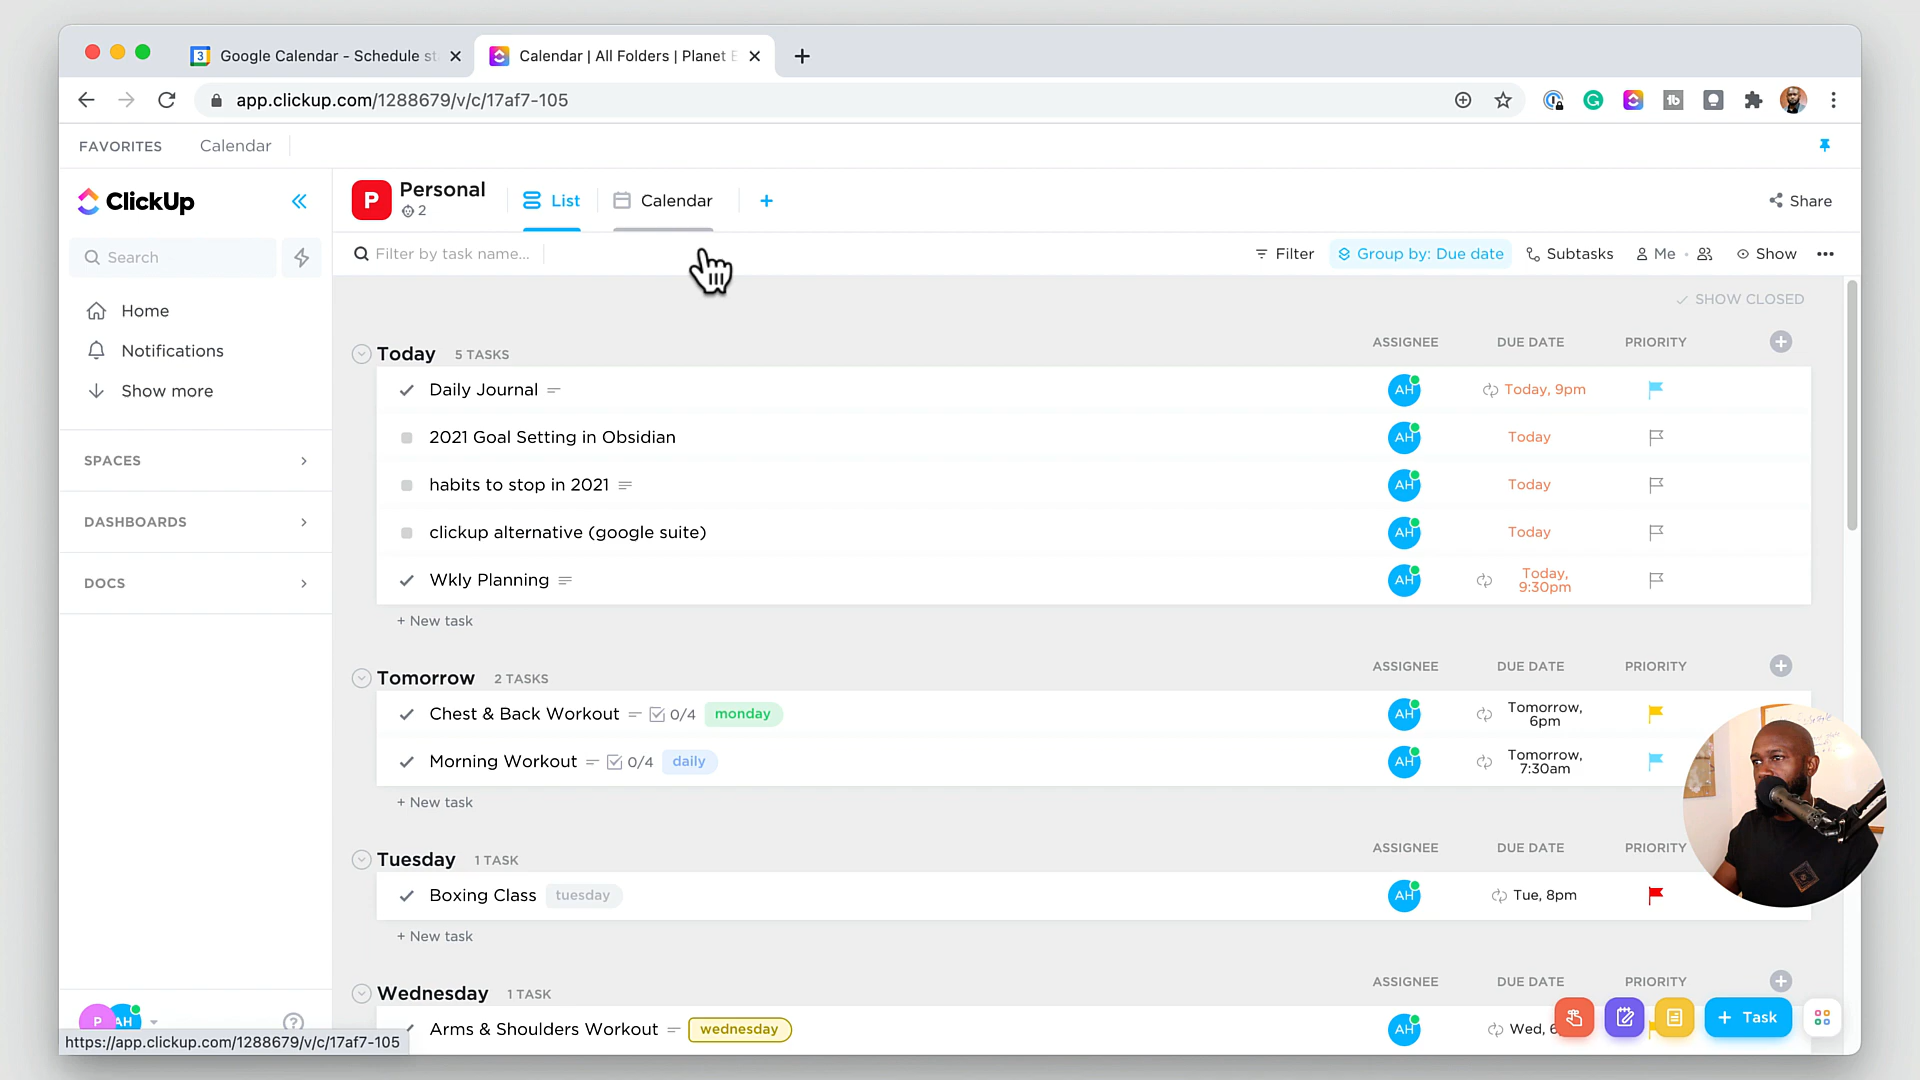 Google Calendar - Schedule st
Calendar | All Folders | Planet E
app.clickup.com/1288679/v/c/17af7-105
FAVORITES
Calendar
ClickUp
P
Personal
2
List
Calendar
Share
Search
Filter by task name...
Filter
Group by: Due date
Subtasks
Me
Show
Home
Notifications
Show more
SPACES
DASHBOARDS
DOCS
SHOW CLOSED
Today 5 TASKS ASSIGNEE DUE DATE PRIORITY
Daily Journal AH Today, 9pm
2021 Goal Setting in Obsidian AH Today
habits to stop in 2021 AH Today
clickup alternative (google suite) AH Today
Wkly Planning AH Today, 
9:30pm
+ New task
Tomorrow 2 TASKS ASSIGNEE DUE DATE PRIORITY
Chest & Back Workout 0/4 monday AH Tomorrow,
6pm
Morning Workout 0/4 daily AH Tomorrow,
7:30am
+ New task
Tuesday 1 TASK ASSIGNEE DUE DATE PRIORITY
Boxing Class tuesday AH Tue, 8pm
+ New task
Wednesday 1 TASK ASSIGNEE DUE DATE PRIORITY
Arms & Shoulders Workout wednesday AH Wed, 6
+ Task
P AH
https://app.clickup.com/1288679/v/c/17af7-105